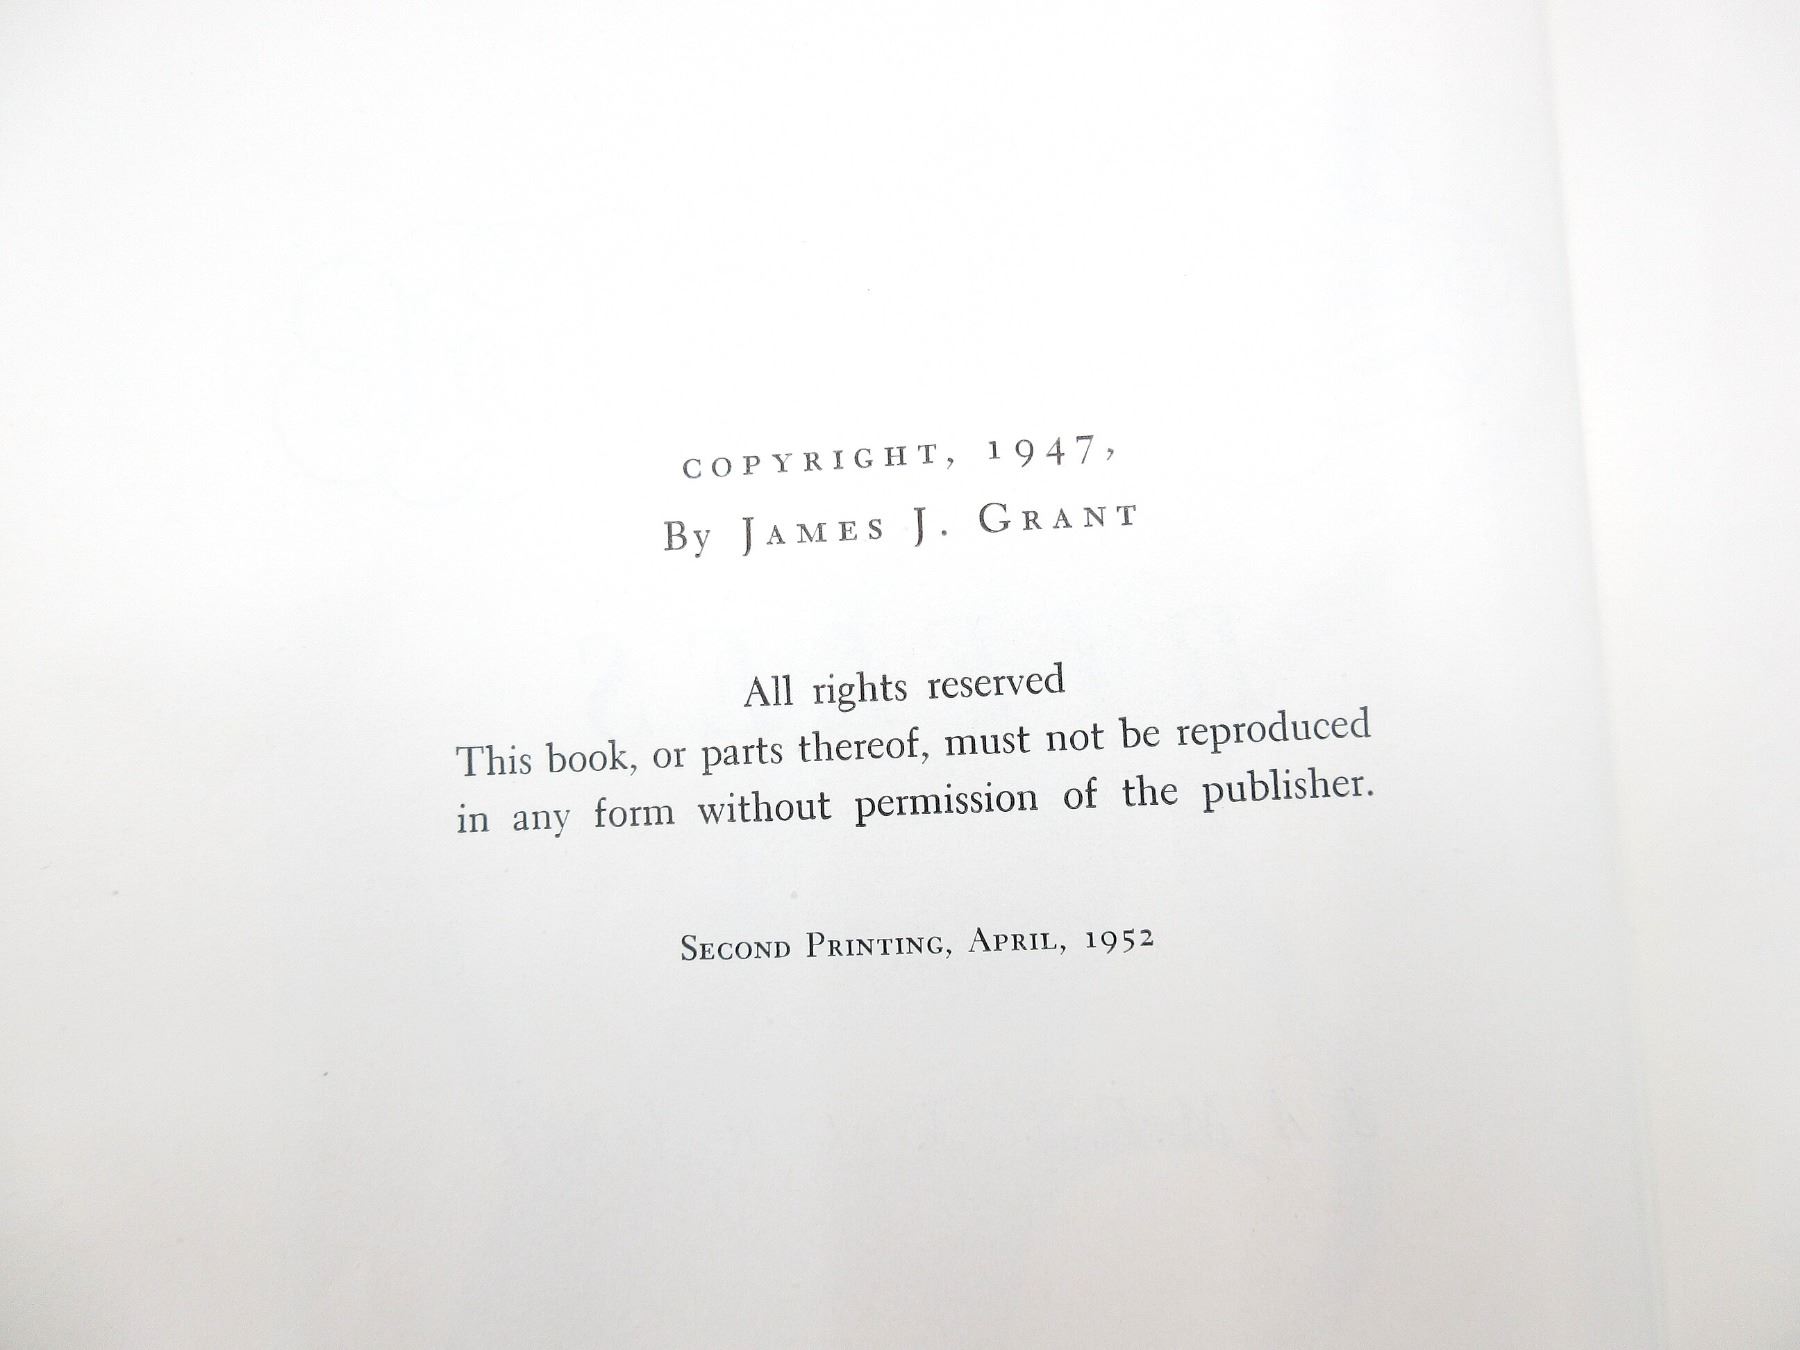 COPYRIGHT, 1947,
By JAMES J. GRANT
All rights reserved
This book, or parts thereof, must not be reproduced
in any form without permission of the publisher.
SECOND PRINTING, APRIL, 1952